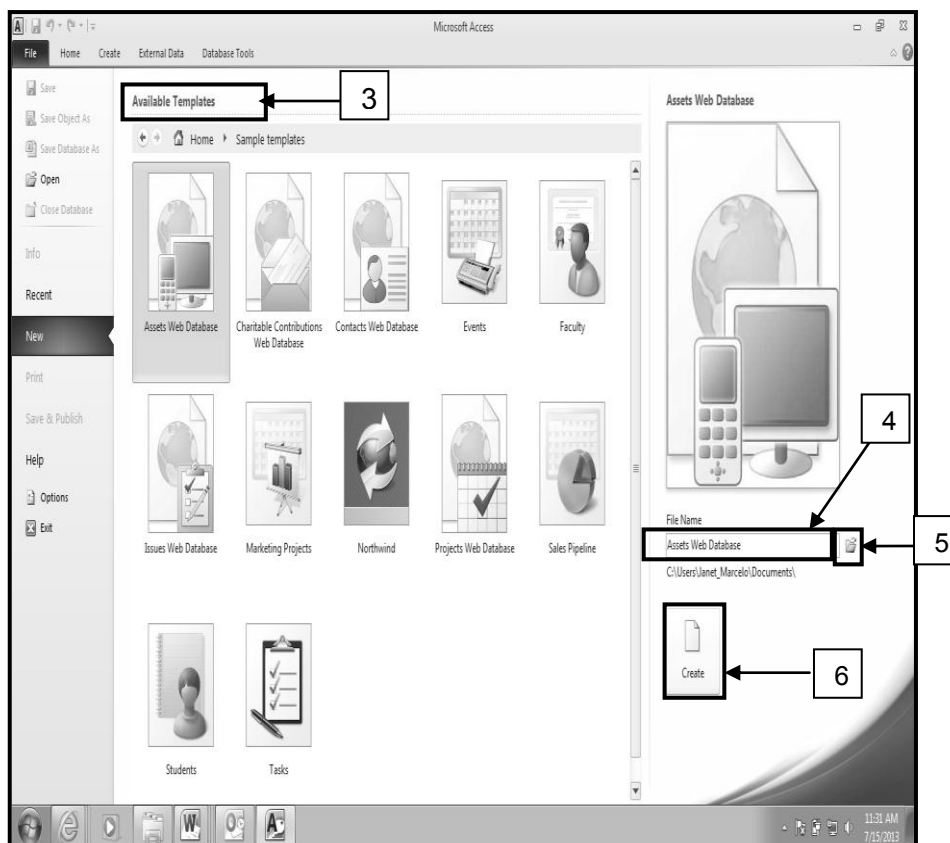 Microsoft Access
File Home Create External Data Database Tools
Save
Save Object As
Save Database As
Open
Close Database
Info
Recent
New
Print
Save & Publish
Help
Options
Exit
Available Templates
3
Home Sample templates
Assets Web Database
Charitable Contributions
Web Database
Contacts Web Database
Events
Faculty
Issues Web Database
Marketing Projects
Northwind
Projects Web Database
Sales Pipeline
Students
Tasks
Assets Web Database
4
File Name
Assets Web Database
5
C:\Users\Janet_Marcelo\Documents\
Create
6
11:31 AM
7/15/2013